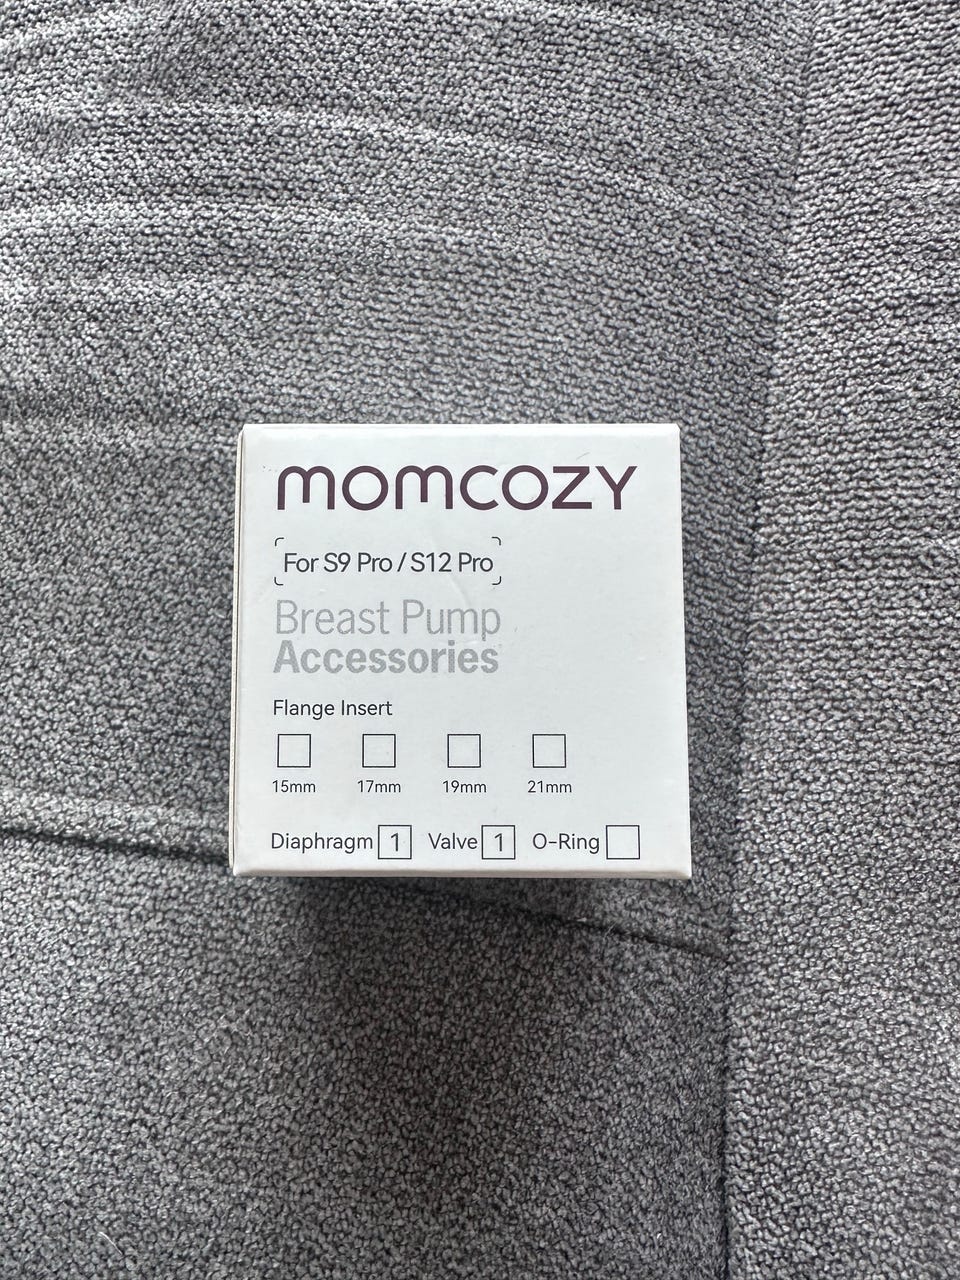 momcozy
For S9 Pro / S12 Pro
Breast Pump
Accessories
Flange Insert
15mm 17mm 19mm 21mm
Diaphragm 1 Valve 1 O-Ring